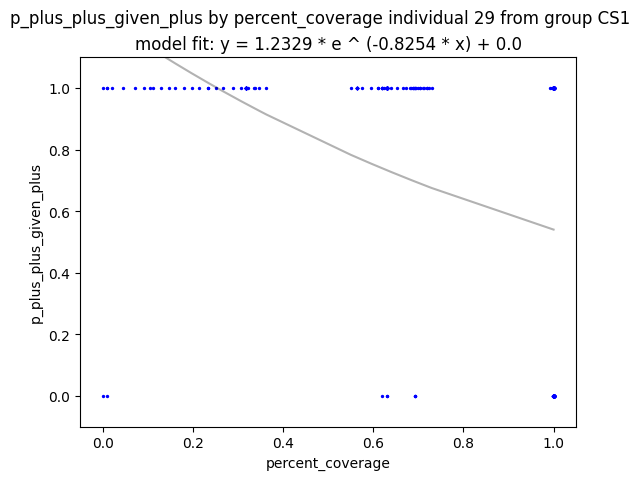 p_plus_plus_given_plus by percent_coverage individual 29 from group CS1
model fit: y = 1.2329 * e ^ (-0.8254 * x) + 0.0
1.0
0.8
0.6
0.4
0.2
0.0
p_plus_plus_given_plus
0.0 0.2 0.4 0.6 0.8 1.0
percent_coverage